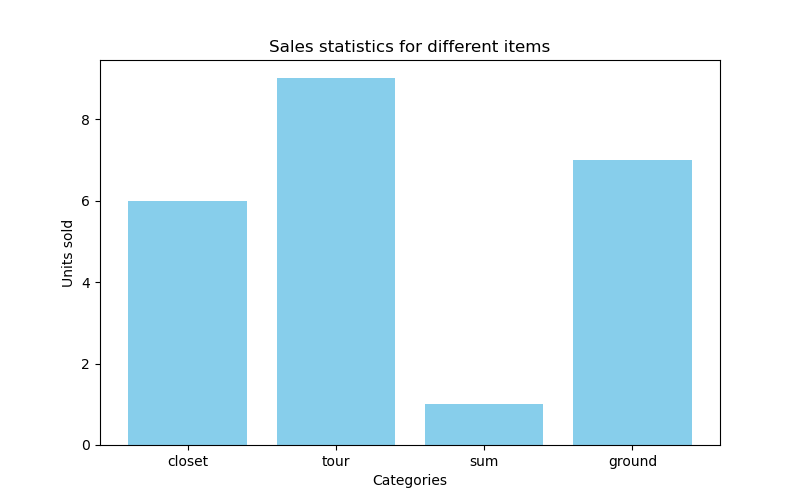 Sales statistics for different items
8
6
4
2
0
Units sold
closet tour sum ground
Categories